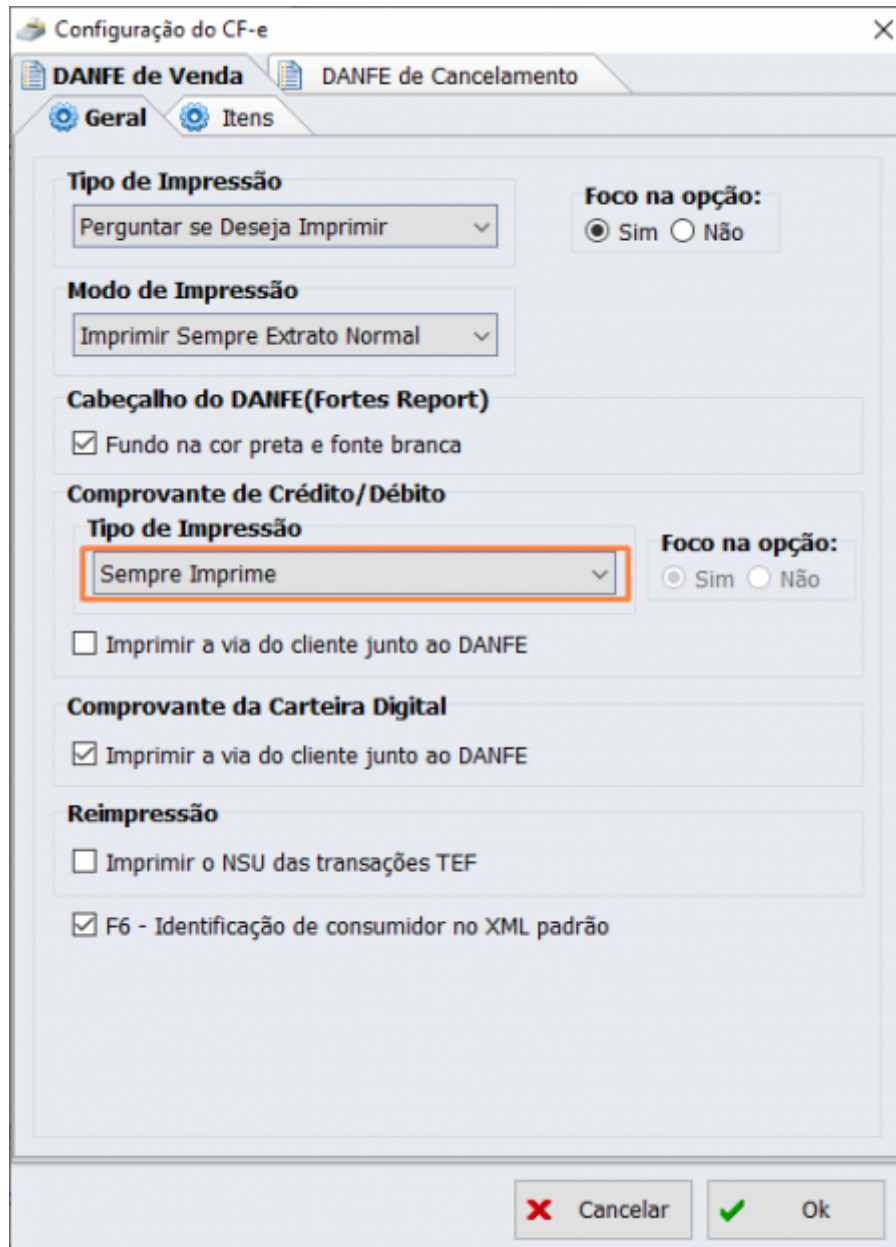 Configuração do CF-e
DANFE de Venda DANFE de Cancelamento
Geral Itens
Tipo de Impressão
Perguntar se Deseja Imprimir
Foco na opção:
Sim Não
Modo de Impressão
Imprimir Sempre Extrato Normal
Cabeçalho do DANFE(Fortes Report)
Fundo na cor preta e fonte branca
Comprovante de Crédito/Débito
Tipo de Impressão
Sempre Imprime
Foco na opção:
Sim Não
Imprimir a via do cliente junto ao DANFE
Comprovante da Carteira Digital
Imprimir a via do cliente junto ao DANFE
Reimpressão
Imprimir o NSU das transações TEF
F6 - Identificação de consumidor no XML padrão
Cancelar Ok